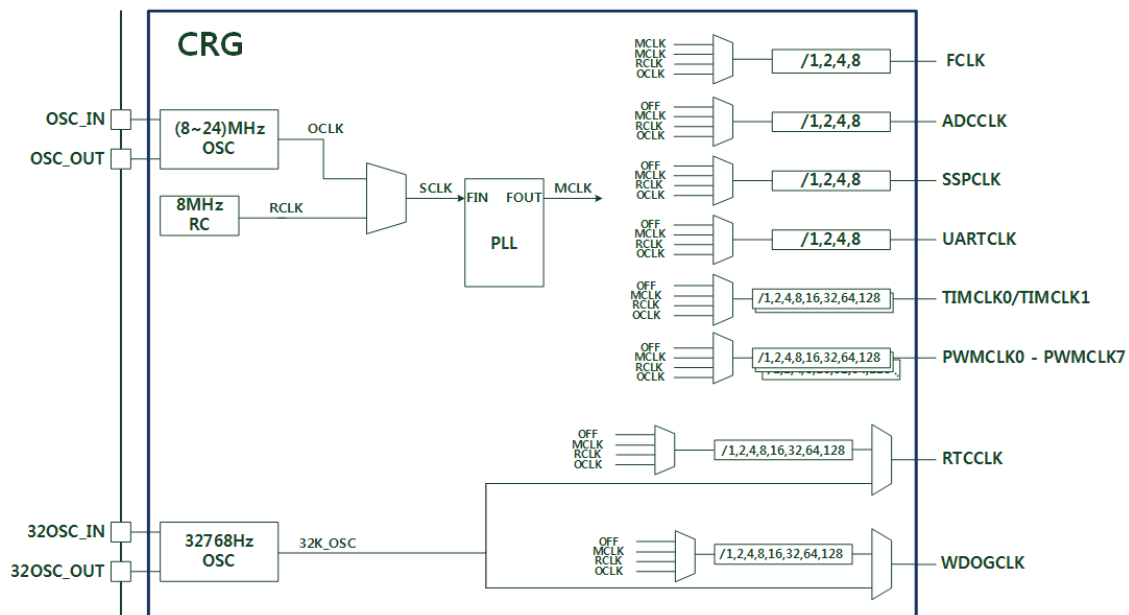 CRG
OSC_IN
OSC_OUT
(8~24)MHz
OSC
OCLK
8MHz
RC
RCLK
SCLK
FIN
FOUT
PLL
MCLK
MCLK
MCLK
RCLK
OCLK
/1,2,4,8
FCLK
OFF
MCLK
RCLK
OCLK
/1,2,4,8
ADCCLK
OFF
MCLK
RCLK
OCLK
/1,2,4,8
SSPCLK
OFF
MCLK
RCLK
OCLK
/1,2,4,8
UARTCLK
OFF
MCLK
RCLK
OCLK
/1,2,4,8,16,32,64,128
TIMCLK0/TIMCLK1
OFF
MCLK
RCLK
OCLK
/1,2,4,8,16,32,64,128
PWMCLK0 - PWMCLK7
OFF
MCLK
RCLK
OCLK
/1,2,4,8,16,32,64,128
RTCCLK
32OSC_IN
32OSC_OUT
32768Hz
OSC
32K_OSC
OFF
MCLK
RCLK
OCLK
/1,2,4,8,16,32,64,128
WDOGCLK